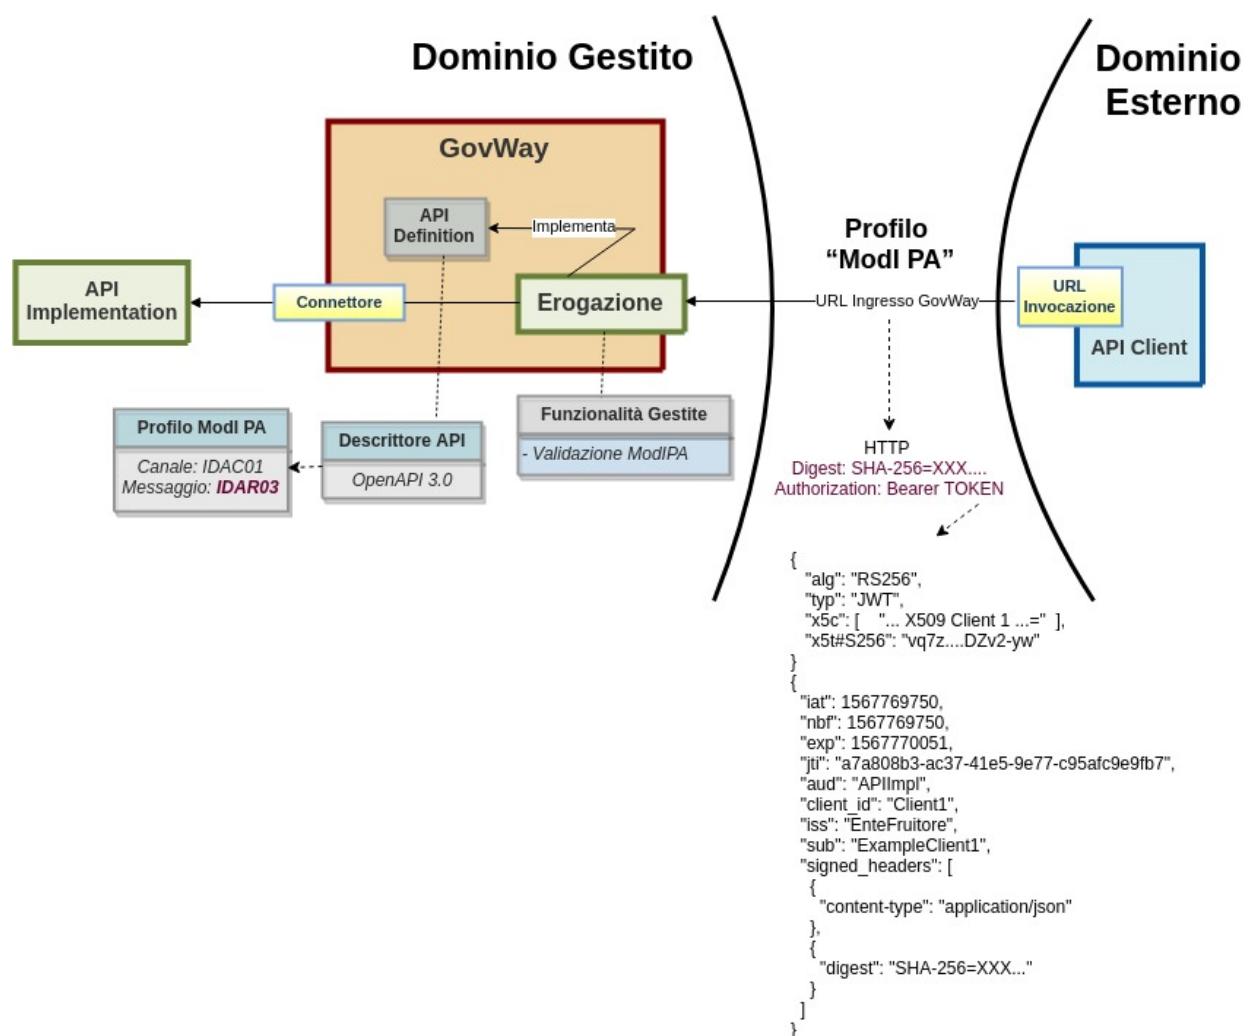 Dominio Gestito
Dominio
Esterno
GovWay
API
Definition
Implementa
Profilo
“ModI PA”
API
Implementation
Connettore
Erogazione
URL Ingresso GovWay
URL
Invocazione
API Client
Profilo ModI PA
Canale: IDAC01
Messaggio: IDAR03
Descrittore API
OpenAPI 3.0
Funzionalità Gestite
- Validazione ModIPA
HTTP
Digest: SHA-256=XXX....
Authorization: Bearer TOKEN
{
"alg": "RS256",
"typ": "JWT",
"x5c": [ "... X509 Client 1 ...=" ],
"x5t#S256": "vq7z....DZv2-yw"
}
{
"iat": 1567769750,
"nbf": 1567769750,
"exp": 1567770051,
"jti": "a7a808b3-ac37-41e5-9e77-c95afc9e9fb7",
"aud": "APIImpl",
"client_id": "Client1",
"iss": "EnteFruitore",
"sub": "ExampleClient1",
"signed_headers": [
{
"content-type": "application/json"
},
{
"digest": "SHA-256=XXX..."
}
]
}